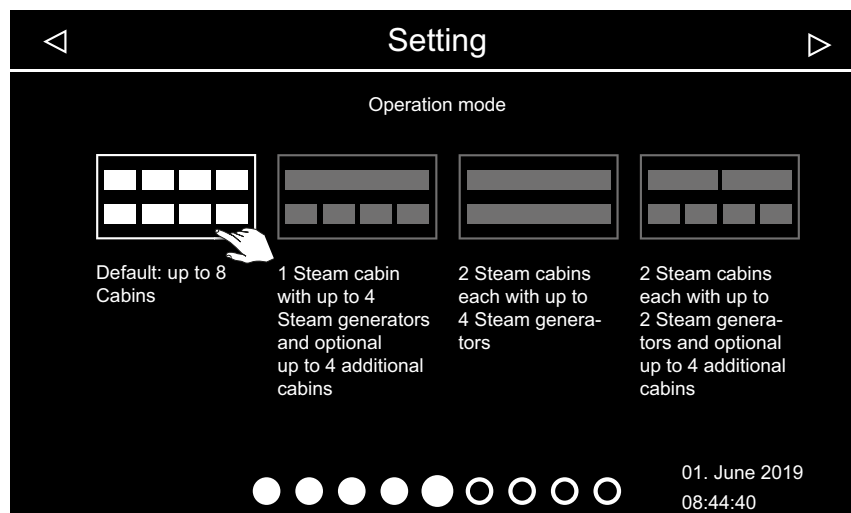 Setting
Operation mode
Default: up to 8
Cabins
1 Steam cabin
with up to 4
Steam generators
and optional
up to 4 additional
cabins
2 Steam cabins
each with up to
4 Steam genera-
tors
2 Steam cabins
each with up to
2 Steam genera-
tors and optional
up to 4 additional
cabins
01. June 2019
08:44:40